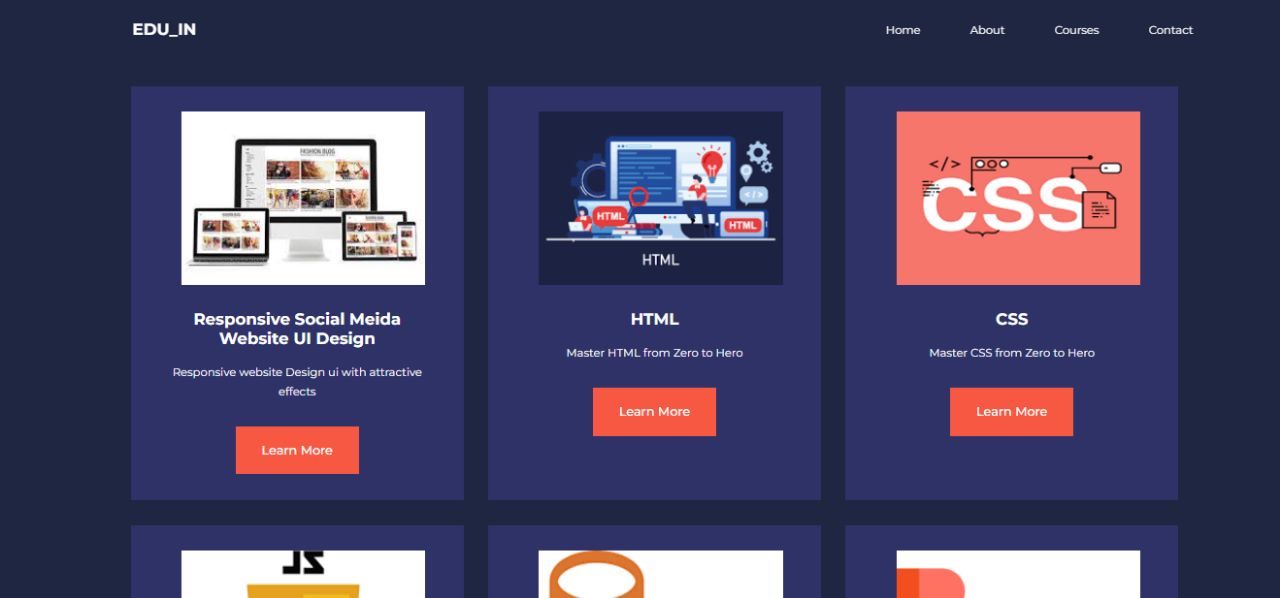 EDU_IN
Home
About
Courses
Contact
FASHION BLOG
HTML
HTML
</>
HTML
</>
CSS
Responsive Social Meida
Website UI Design
Responsive website Design ui with attractive
effects
Learn More
HTML
Master HTML from Zero to Hero
Learn More
CSS
Master CSS from Zero to Hero
Learn More
JS